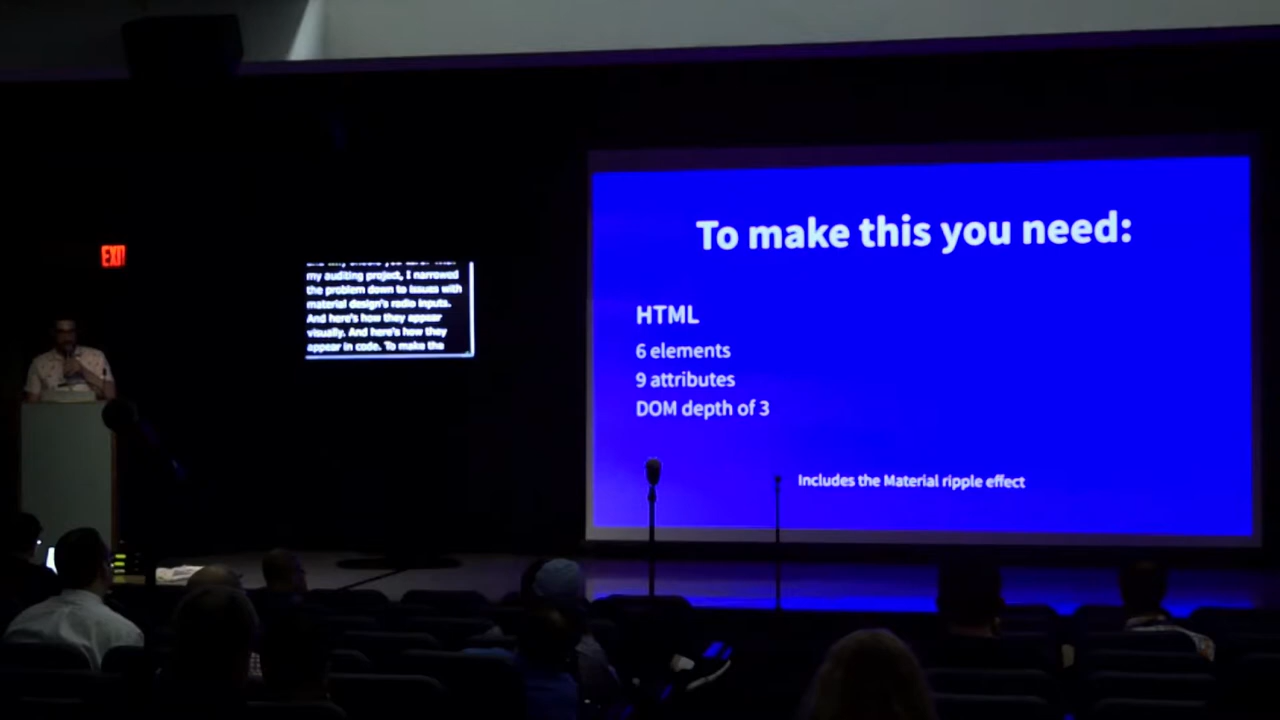 EXIT
my auditing project, I narrowed
the problem down to issues with
material design's radio inputs.
And here's how they appear
visually. And here's how they
appear in code. To make the
To make this you need:
HTML
6 elements
9 attributes
DOM depth of 3
Includes the Material ripple effect